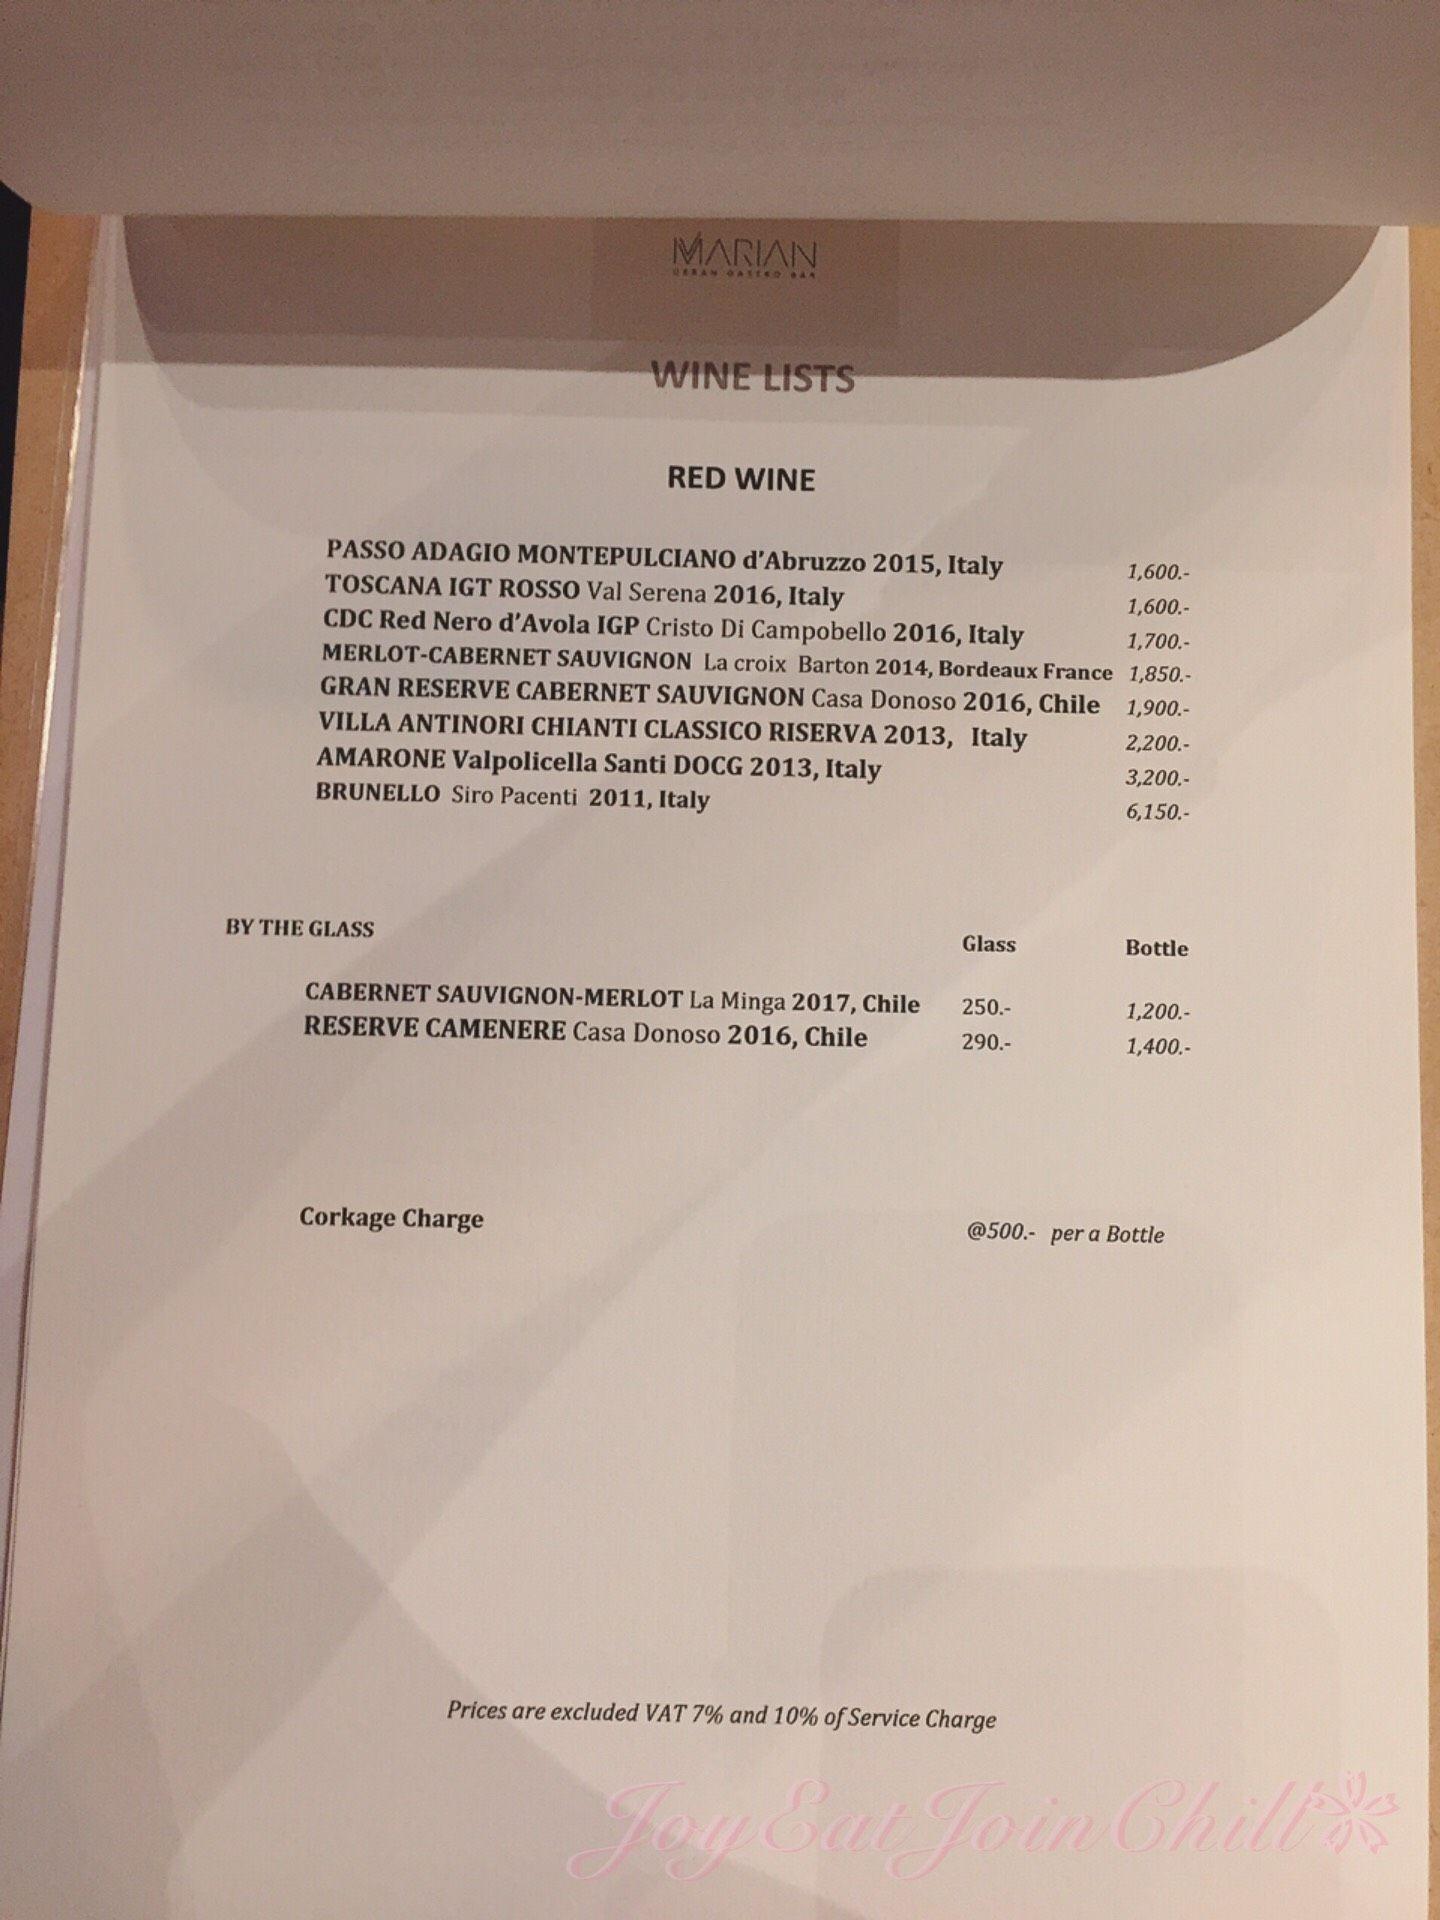 MARIAN
URBAN GASTRO BAR
WINE LISTS
RED WINE
PASSO ADAGIO MONTEPULCIANO d'Abruzzo 2015, Italy 1,600.-
TOSCANA IGT ROSSO Val Serena 2016, Italy 1,600.-
CDC Red Nero d'Avola IGP Cristo Di Campobello 2016, Italy 1,700.-
MERLOT-CABERNET SAUVIGNON La croix Barton 2014, Bordeaux France 1,850.-
GRAN RESERVE CABERNET SAUVIGNON Casa Donoso 2016, Chile 1,900.-
VILLA ANTINORI CHIANTI CLASSICO RISERVA 2013, Italy 2,200.-
AMARONE Valpolicella Santi DOCG 2013, Italy 3,200.-
BRUNELLO Siro Pacenti 2011, Italy 6,150.-
BY THE GLASS Glass Bottle
CABERNET SAUVIGNON-MERLOT La Minga 2017, Chile 250.- 1,200.-
RESERVE CAMENERE Casa Donoso 2016, Chile 290.- 1,400.-
Corkage Charge @500.- per a Bottle
Prices are excluded VAT 7% and 10% of Service Charge
JoyEatJoinChill